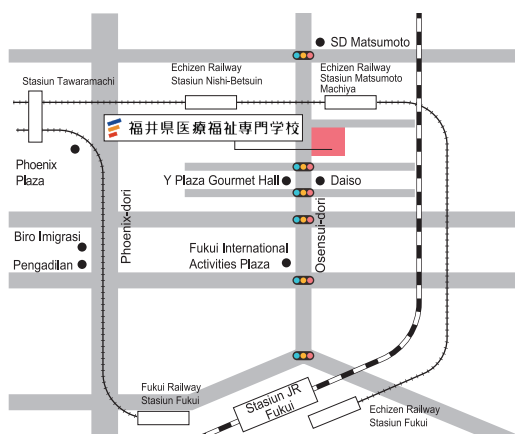 SD Matsumoto
Stasiun Tawaramachi
Echizen Railway
Stasiun Nishi-Betsuin
Echizen Railway
Stasiun Matsumoto
Machiya
福井県医療福祉専門学校
Phoenix
Plaza
Y Plaza Gourmet Hall
Daiso
Phoenix-dori
Osensui-dori
Biro Imigrasi
Pengadilan
Fukui International
Activities Plaza
Fukui Railway
Stasiun Fukui
Stasiun JR
Fukui
Echizen Railway
Stasiun Fukui